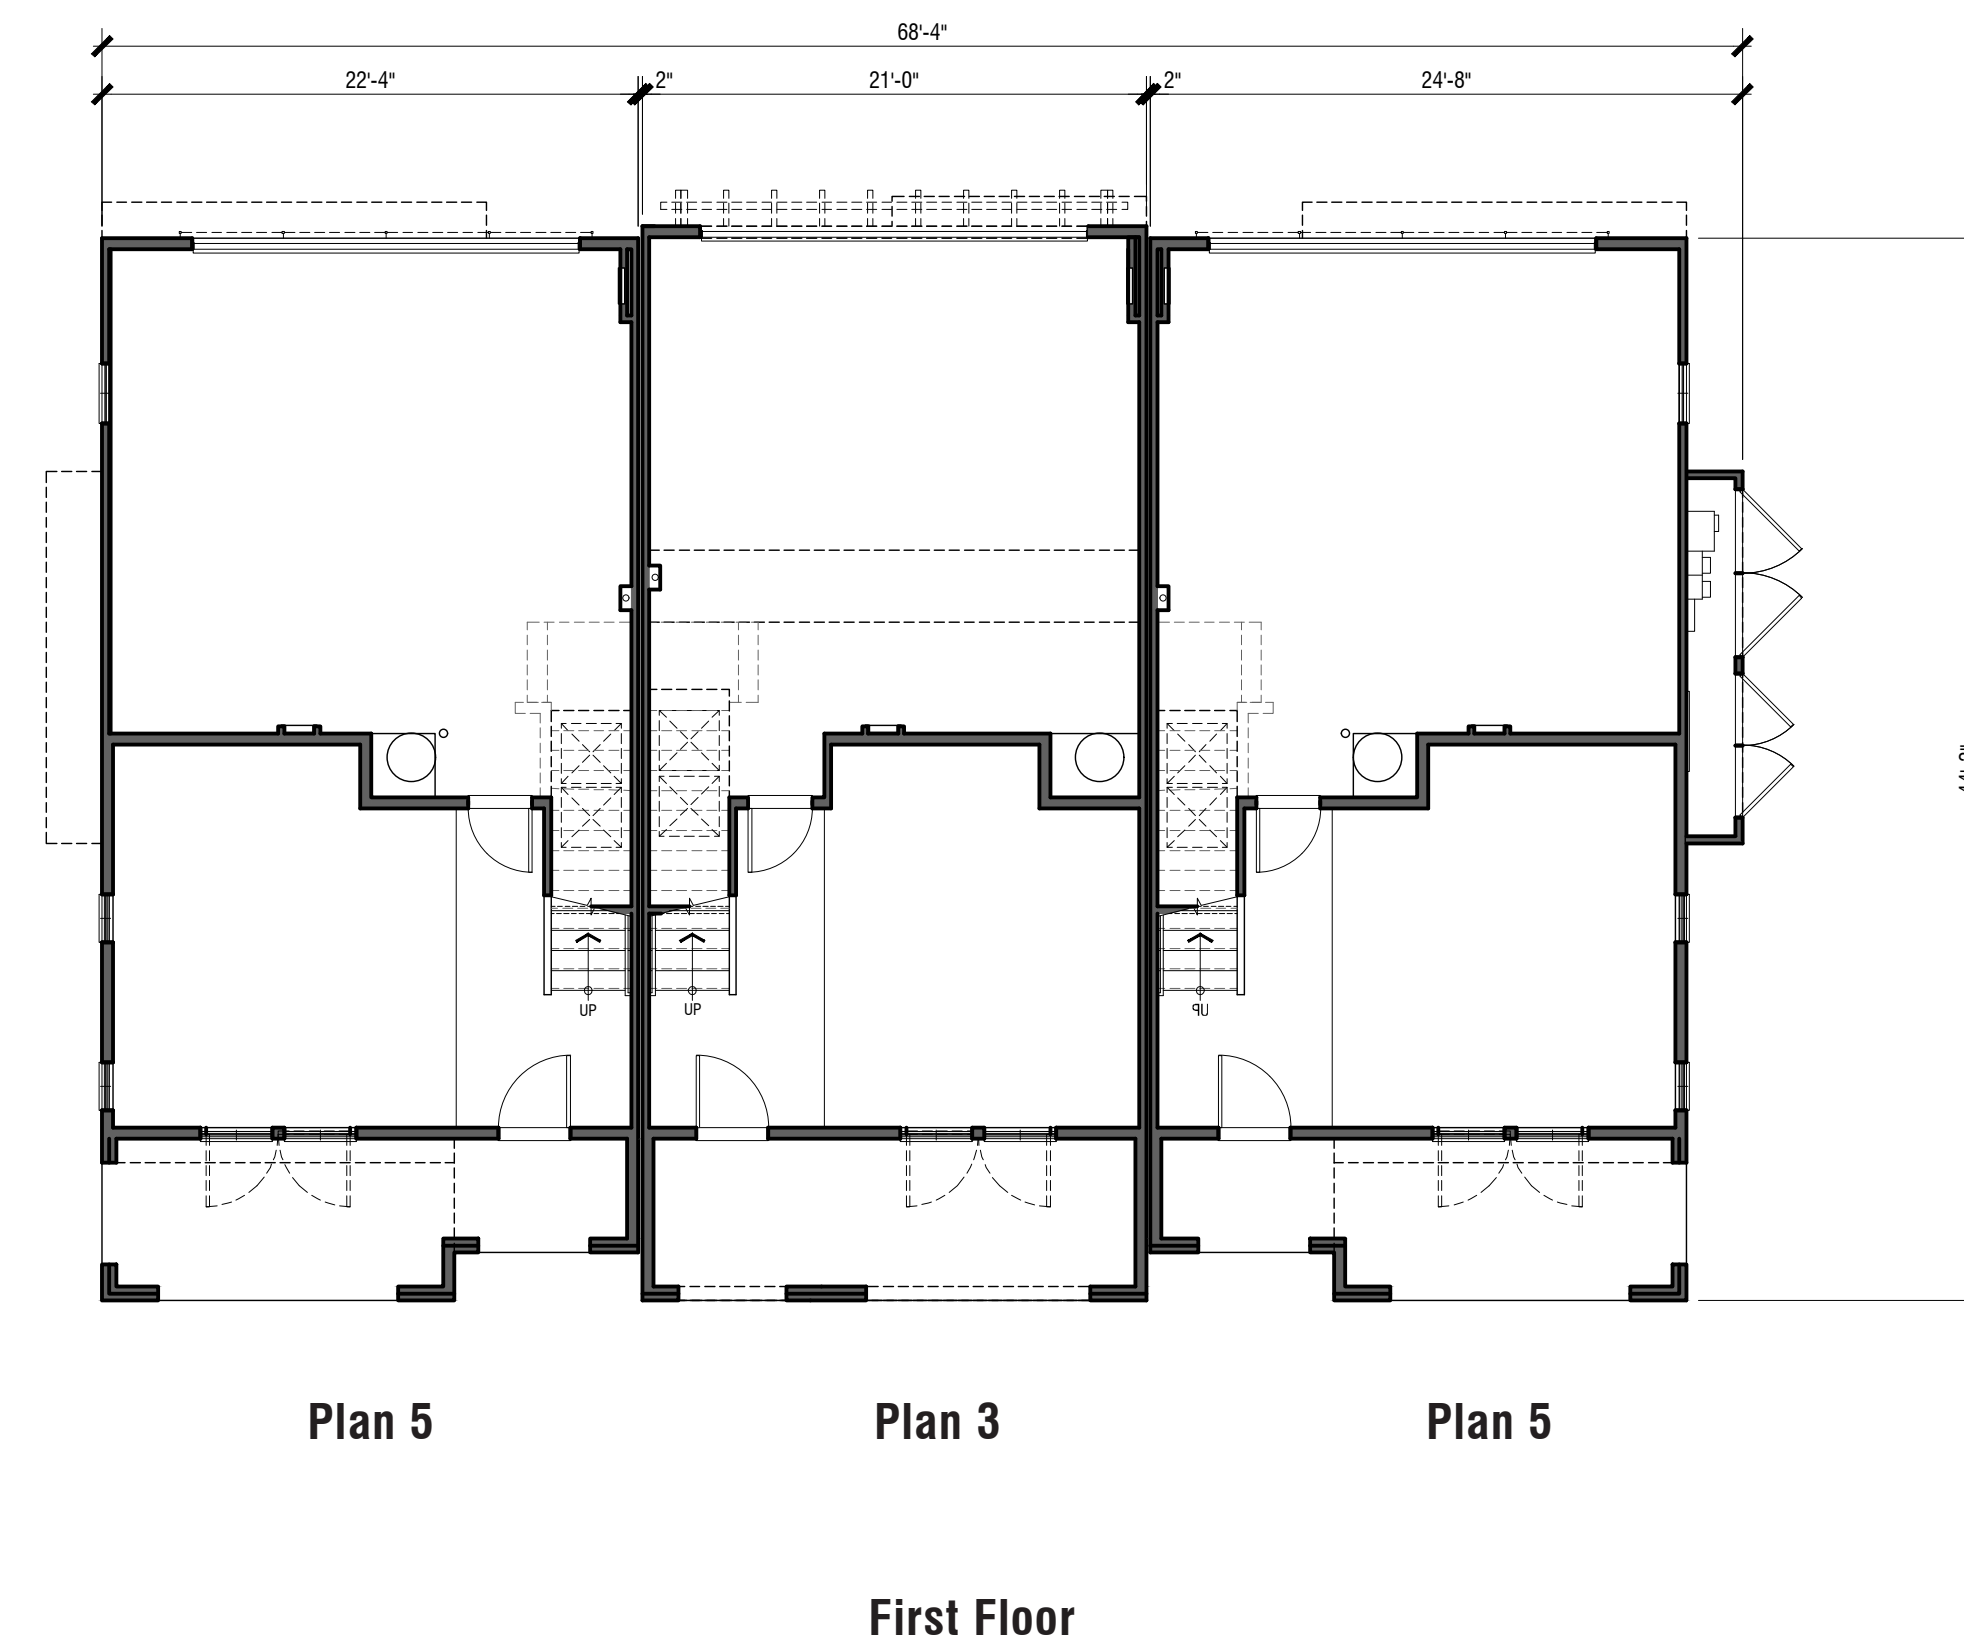 68'-4"
22'-4" 2" 21'-0" 2" 24'-8"
UP UP UP
Plan 5 Plan 3 Plan 5
First Floor